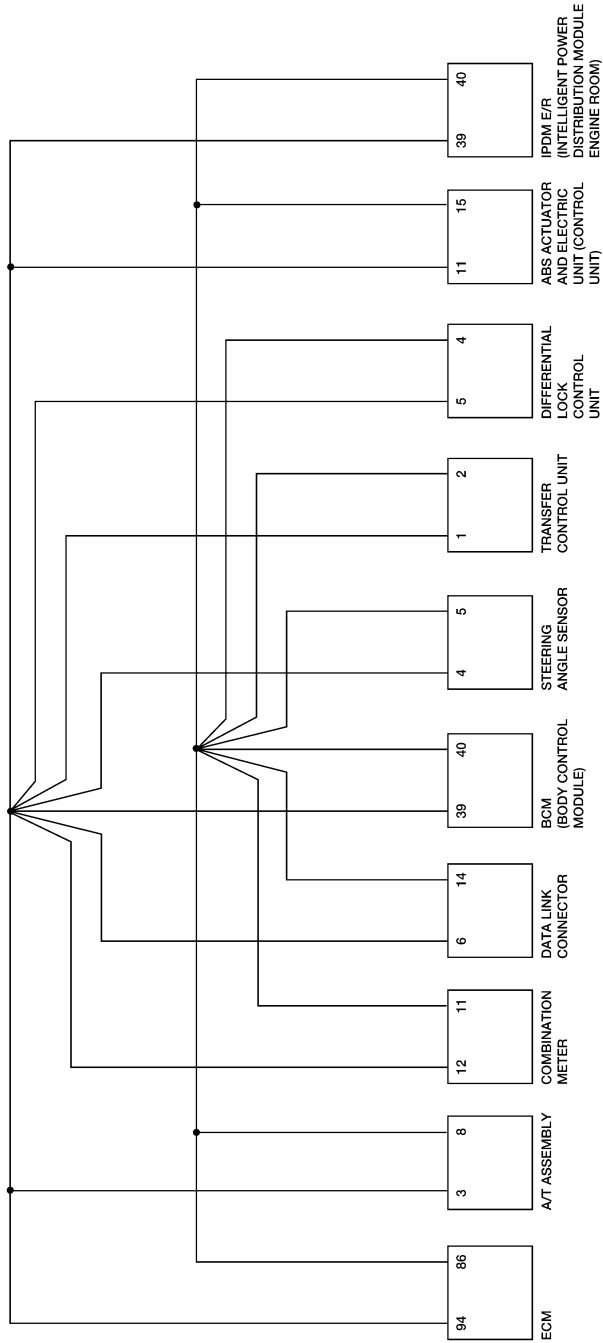 94
86
ECM
3
8
A/T ASSEMBLY
12
11
COMBINATION
METER
6
14
DATA LINK
CONNECTOR
39
40
BCM
(BODY CONTROL
MODULE)
4
5
STEERING
ANGLE SENSOR
1
2
TRANSFER
CONTROL UNIT
5
4
DIFFERENTIAL
LOCK
CONTROL
UNIT
11
15
ABS ACTUATOR
AND ELECTRIC
UNIT (CONTROL
UNIT)
39
40
IPDM E/R
(INTELLIGENT POWER
DISTRIBUTION MODULE
ENGINE ROOM)